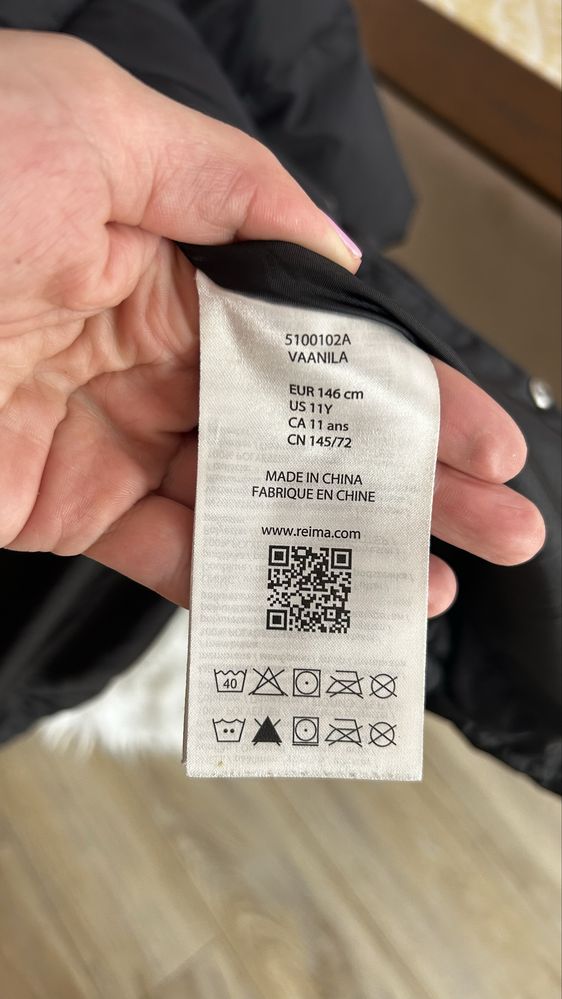 5100102A
VAANILA
EUR 146 cm
US 11Y
CA 11 ans
CN 145/72
MADE IN CHINA
FABRIQUE EN CHINE
www.reima.com
40